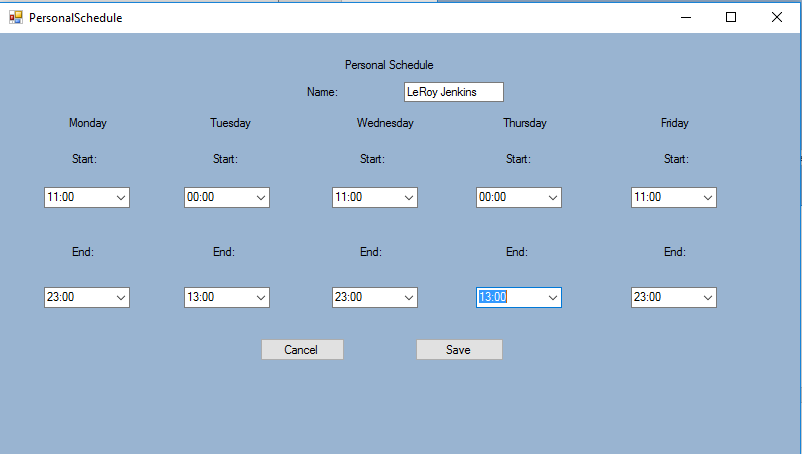 PersonalSchedule
Personal Schedule
Name: LeRoy Jenkins
Monday Tuesday Wednesday Thursday Friday
Start: Start: Start: Start: Start:
11:00 00:00 11:00 00:00 11:00
End: End: End: End: End:
23:00 13:00 23:00 13:00 23:00
Cancel Save